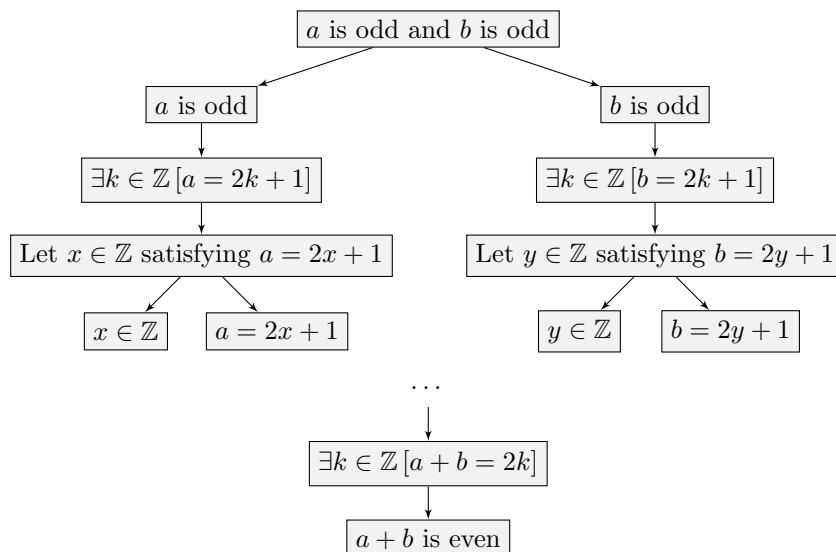 a is odd and b is odd
a is odd
b is odd
∃k ∈ ℤ [a = 2k + 1]
∃k ∈ ℤ [b = 2k + 1]
Let x ∈ ℤ satisfying a = 2x + 1
Let y ∈ ℤ satisfying b = 2y + 1
x ∈ ℤ
a = 2x + 1
y ∈ ℤ
b = 2y + 1
...
∃k ∈ ℤ [a + b = 2k]
a + b is even